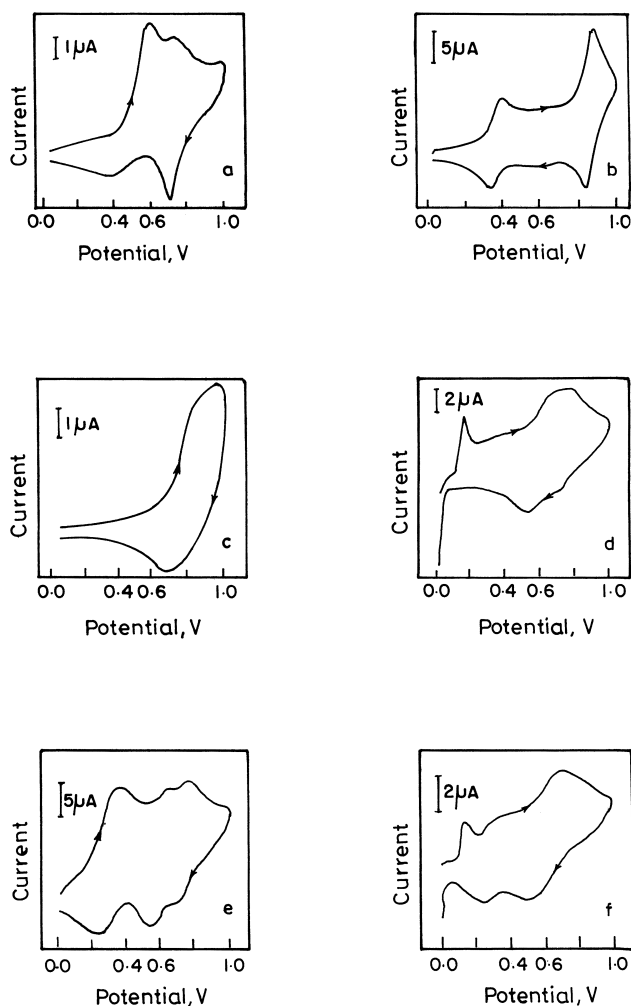 1μA
Current
a
0.0 0.4 0.6 1.0
Potential, V
5μA
Current
b
0.0 0.4 0.6 1.0
Potential, V
1μA
Current
c
0.0 0.4 0.6 1.0
Potential, V
2μA
Current
d
0.0 0.4 0.6 1.0
Potential, V
5μA
Current
e
0.0 0.4 0.6 1.0
Potential, V
2μA
Current
f
0.0 0.4 0.6 1.0
Potential, V